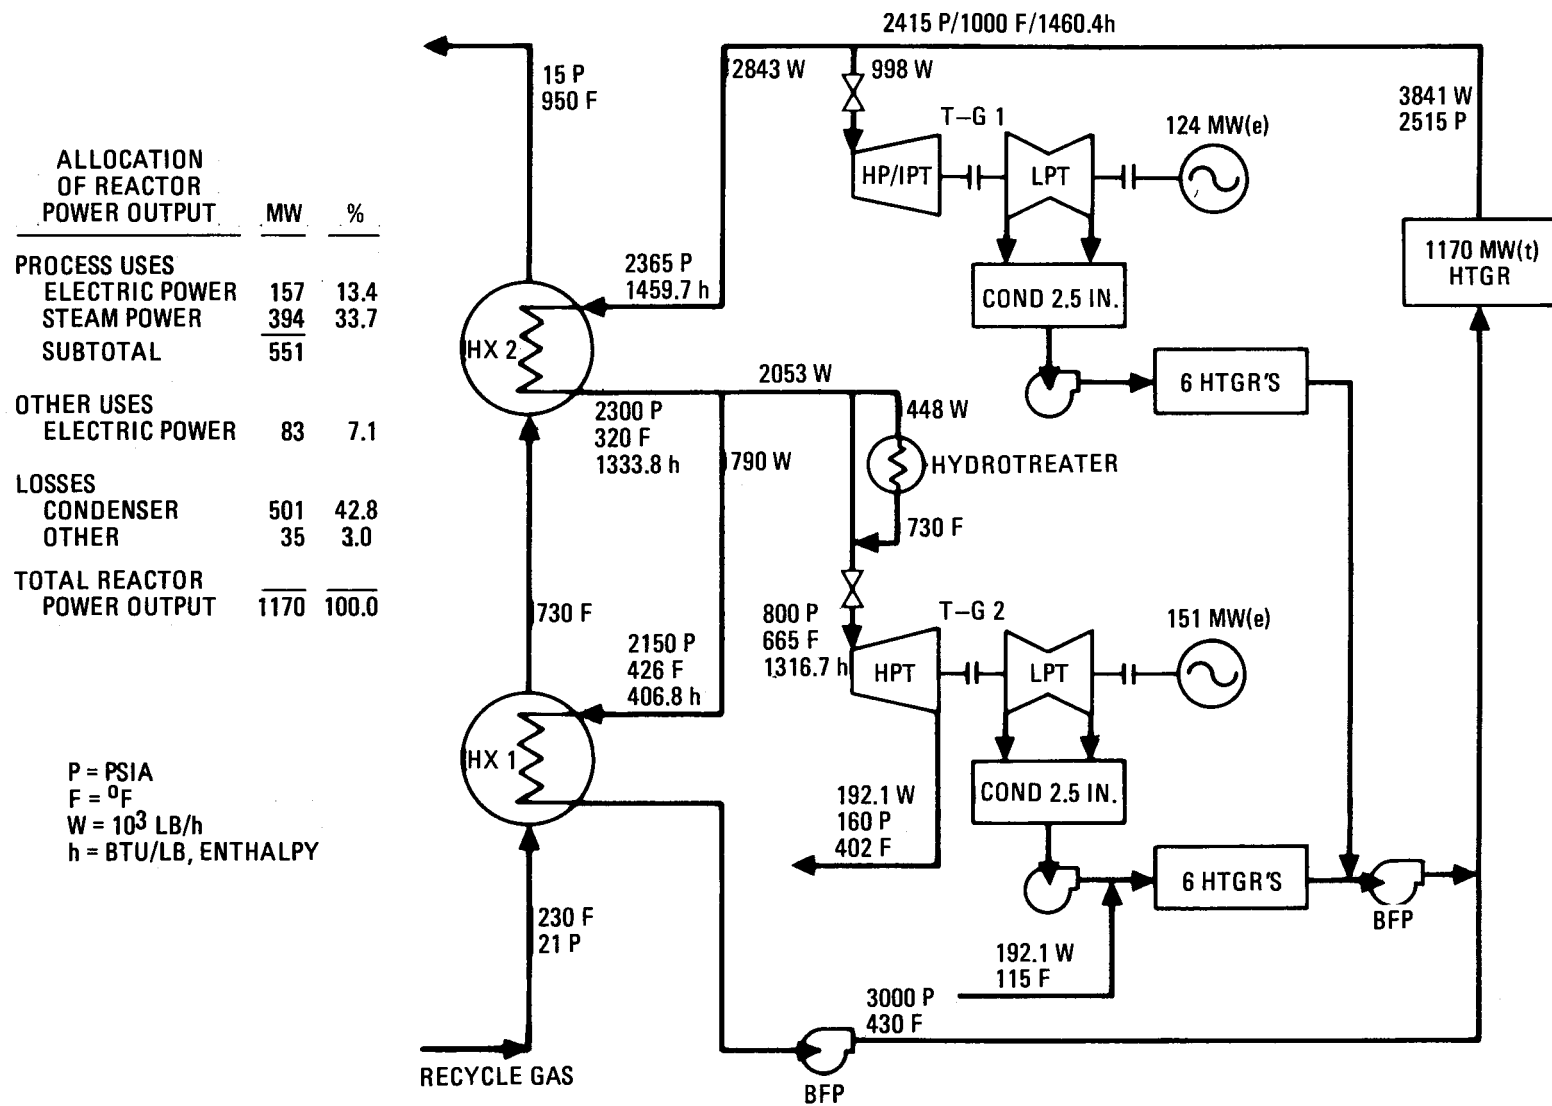 2415 P/1000 F/1460.4h
15 P
950 F
2843 W
998 W
3841 W
2515 P
T-G 1
124 MW(e)
HP/IPT
LPT
ALLOCATION
OF REACTOR
POWER OUTPUT MW %
PROCESS USES
ELECTRIC POWER 157 13.4
STEAM POWER 394 33.7
SUBTOTAL 551
OTHER USES
ELECTRIC POWER 83 7.1
LOSSES
CONDENSER 501 42.8
OTHER 35 3.0
TOTAL REACTOR
POWER OUTPUT 1170 100.0
2365 P
1459.7 h
COND 2.5 IN.
1170 MW(t)
HTGR
HX 2
6 HTGR'S
2053 W
2300 P
320 F
1333.8 h
790 W
448 W
HYDROTREATER
730 F
730 F
2150 P
426 F
406.8 h
800 P
665 F
1316.7 h
T-G 2
151 MW(e)
HPT
LPT
HX 1
COND 2.5 IN.
P = PSIA
F = ⁰F
W = 10³ LB/h
h = BTU/LB, ENTHALPY
192.1 W
160 P
402 F
6 HTGR'S
BFP
230 F
21 P
192.1 W
115 F
3000 P
430 F
RECYCLE GAS
BFP